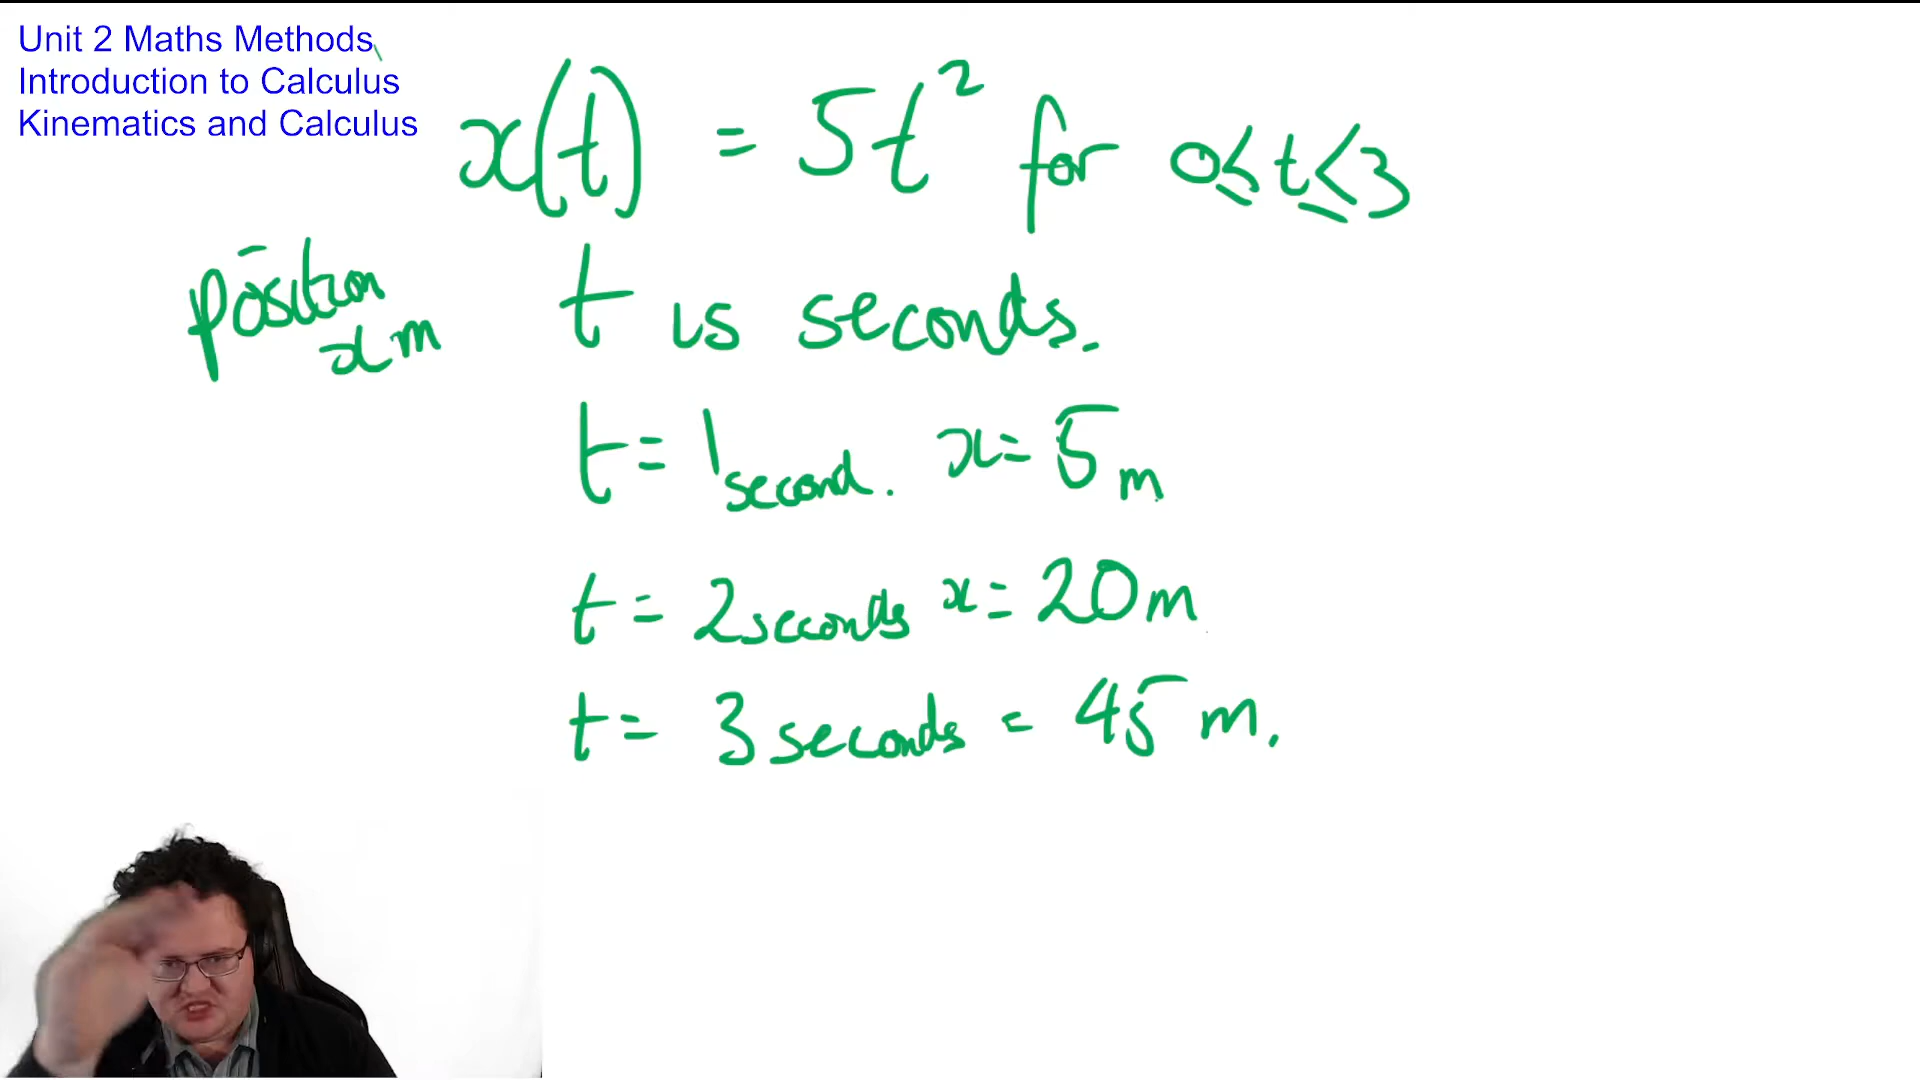 Unit 2 Maths Methods
Introduction to Calculus
Kinematics and Calculus
x(t) = 5t² for 0≤t≤3
position
x m
t is seconds.
t = 1 second. x = 5 m
t = 2 seconds x = 20 m
t = 3 seconds = 45 m.